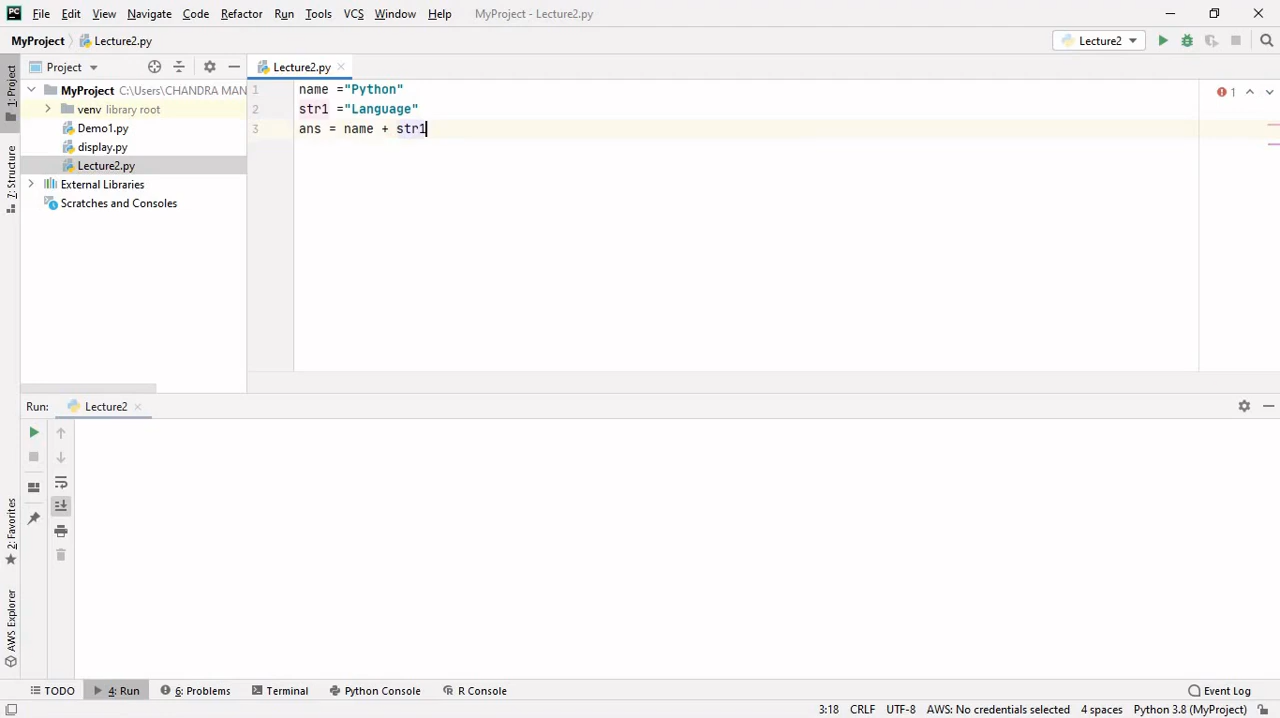 PC File Edit View Navigate Code Refactor Run Tools VCS Window Help MyProject - Lecture2.py
MyProject Lecture2.py Lecture2
1: Project
Project
Lecture2.py
MyProject C:\Users\CHANDRA MAN
venv library root
Demo1.py
display.py
Lecture2.py
External Libraries
Scratches and Consoles
1 name ="Python"
2 str1 ="Language"
3 ans = name + str1
1
7: Structure
Run: Lecture2
2: Favorites
AWS Explorer
TODO 4: Run 6: Problems Terminal Python Console R Console Event Log
3:18 CRLF UTF-8 AWS: No credentials selected 4 spaces Python 3.8 (MyProject)